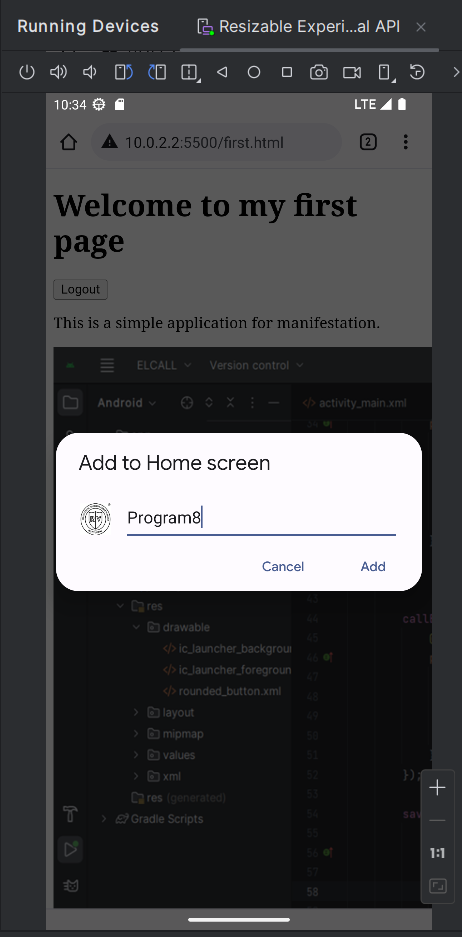 Running Devices
Resizable Experi...al API
10:34
LTE
10.0.2.2:5500/first.html
2
Welcome to my first
page
Logout
This is a simple application for manifestation.
ELCALL
Version control
Android
activity_main.xml
Add to Home screen
Program8
Cancel
Add
43
res
44
callB
drawable
45
ic_launcher_backgroun
46
ic_launcher_foregroun
47
rounded_button.xml
48
layout
49
mipmap
50
values
51
xml
52
});
res (generated)
53
Gradle Scripts
54
sav
55
56
57
58
1:1